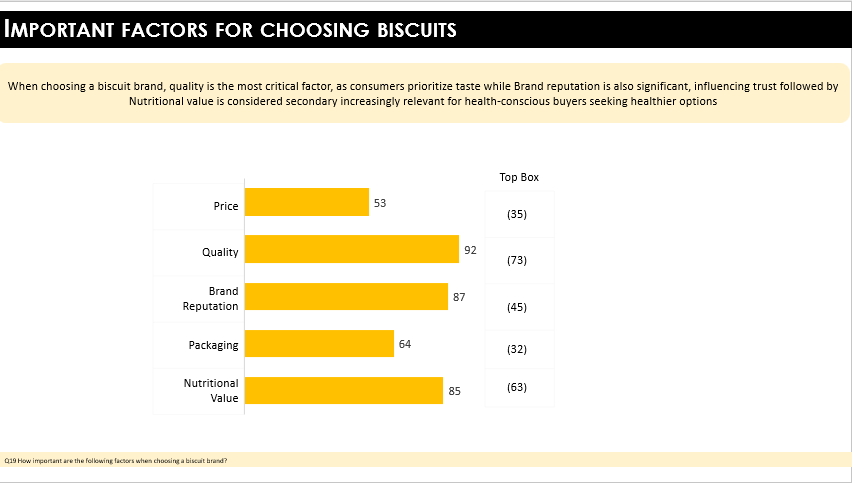 IMPORTANT FACTORS FOR CHOOSING BISCUITS
When choosing a biscuit brand, quality is the most critical factor, as consumers prioritize taste while Brand reputation is also significant, influencing trust followed by
Nutritional value is considered secondary increasingly relevant for health-conscious buyers seeking healthier options
Top Box
Price 53 (35)
Quality 92 (73)
Brand
Reputation 87 (45)
Packaging 64 (32)
Nutritional
Value 85 (63)
Q19 How important are the following factors when choosing a biscuit brand?